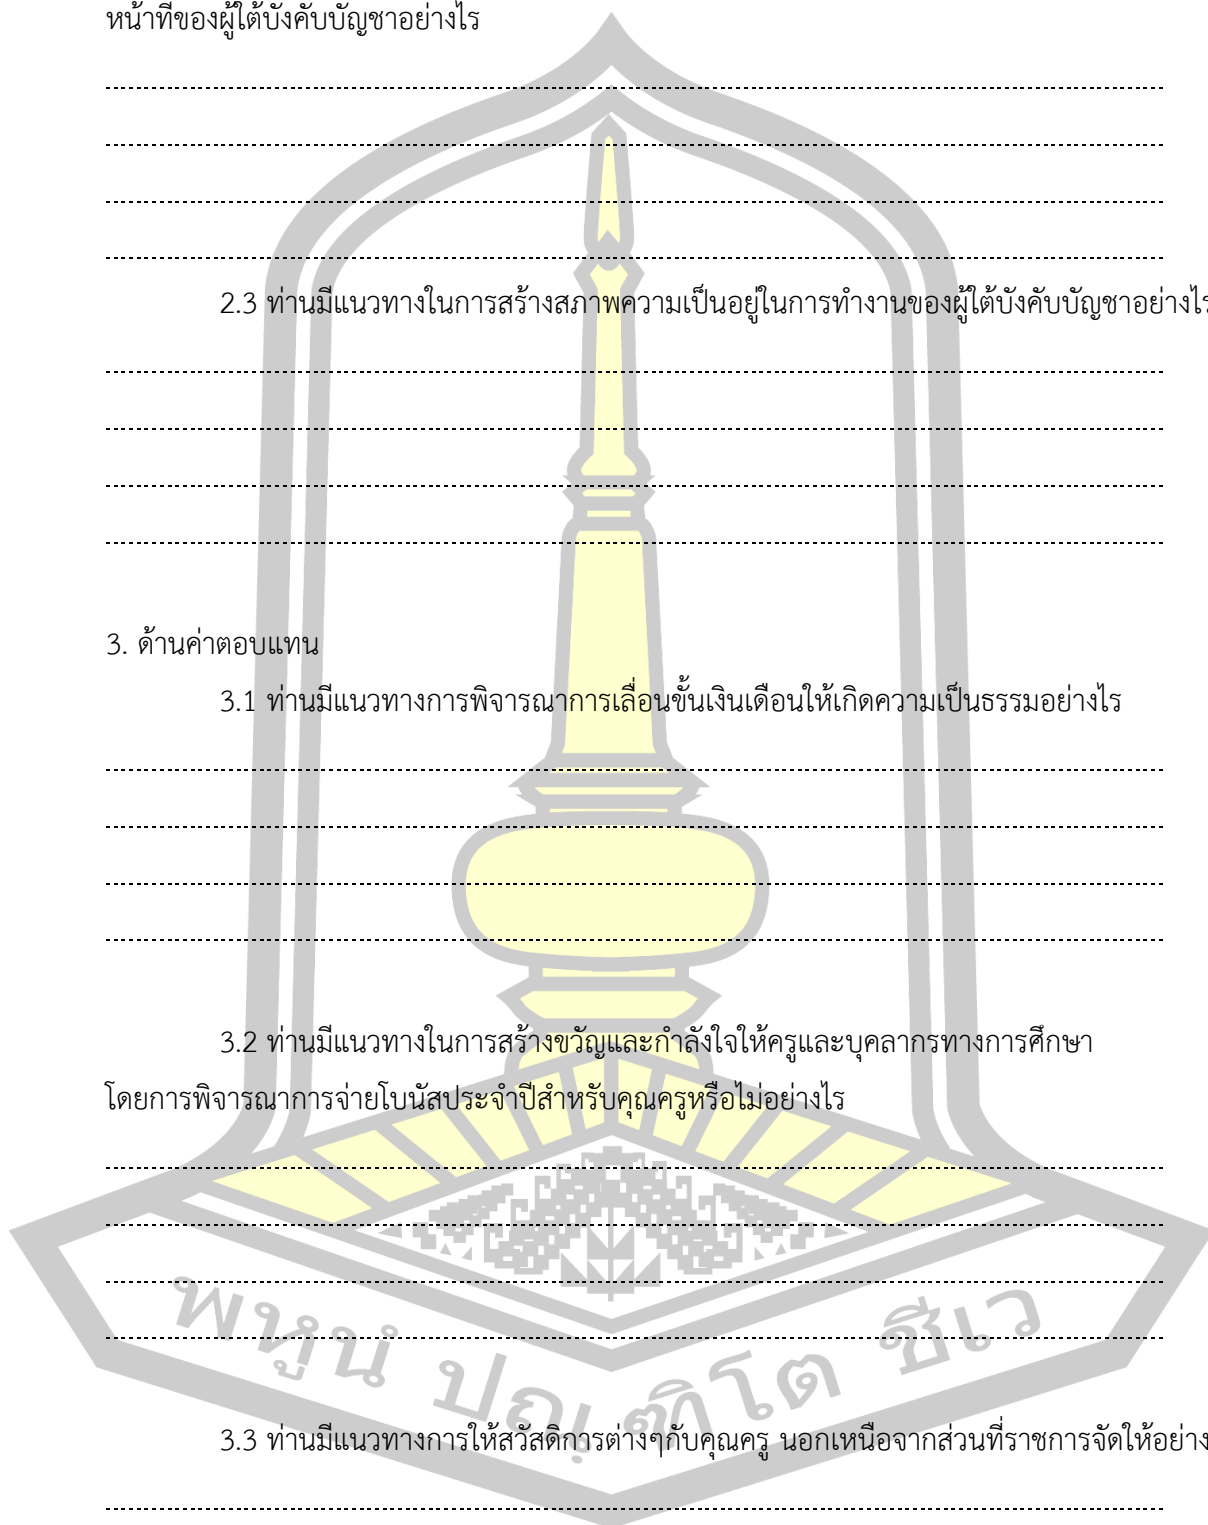 หน้าที่ของผู้ใต้บังคับบัญชาอย่างไร
2.3 ท่านมีแนวทางในการสร้างสภาพความเป็นอยู่ในการทำงานของผู้ใต้บังคับบัญชาอย่างไร
3. ด้านค่าตอบแทน
3.1 ท่านมีแนวทางการพิจารณาการเลื่อนขั้นเงินเดือนให้เกิดความเป็นธรรมอย่างไร
3.2 ท่านมีแนวทางในการสร้างขวัญและกำลังใจให้ครูและบุคลากรทางการศึกษา
โดยการพิจารณาการจ่ายโบนัสประจำปีสำหรับคุณครูหรือไม่อย่างไร
พหูนํ ปณฺฑิโต ชีเว
3.3 ท่านมีแนวทางการให้สวัสดิการต่างๆกับคุณครู นอกเหนือจากส่วนที่ราชการจัดให้อย่าง